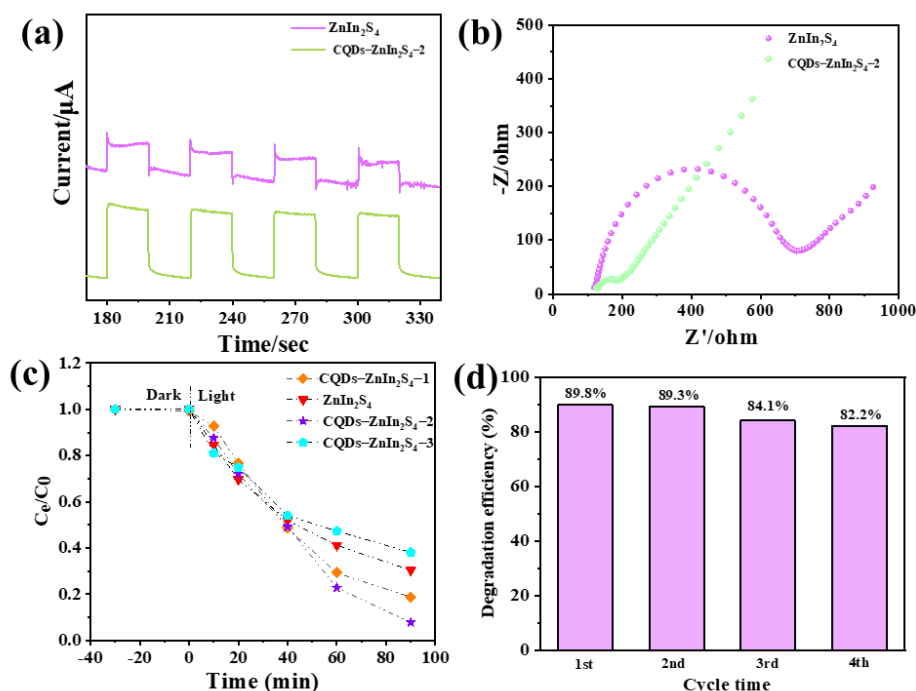 (a)
ZnIn₂S₄
CQDs–ZnIn₂S₄–2
Current/μA
180 210 240 270 300 330
Time/sec
(b)
ZnIn₂S₄
CQDs–ZnIn₂S₄–2
-Z/ohm
500
400
300
200
100
0
0 200 400 600 800 1000
Z'/ohm
(c)
Dark Light
CQDs–ZnIn₂S₄–1
ZnIn₂S₄
CQDs–ZnIn₂S₄–2
CQDs–ZnIn₂S₄–3
Cₑ/C₀
1.2
1.0
0.8
0.6
0.4
0.2
0.0
-40 -20 0 20 40 60 80 100
Time (min)
(d)
Degradation efficiency (%)
100
80
60
40
20
0
89.8% 89.3% 84.1% 82.2%
1st 2nd 3rd 4th
Cycle time